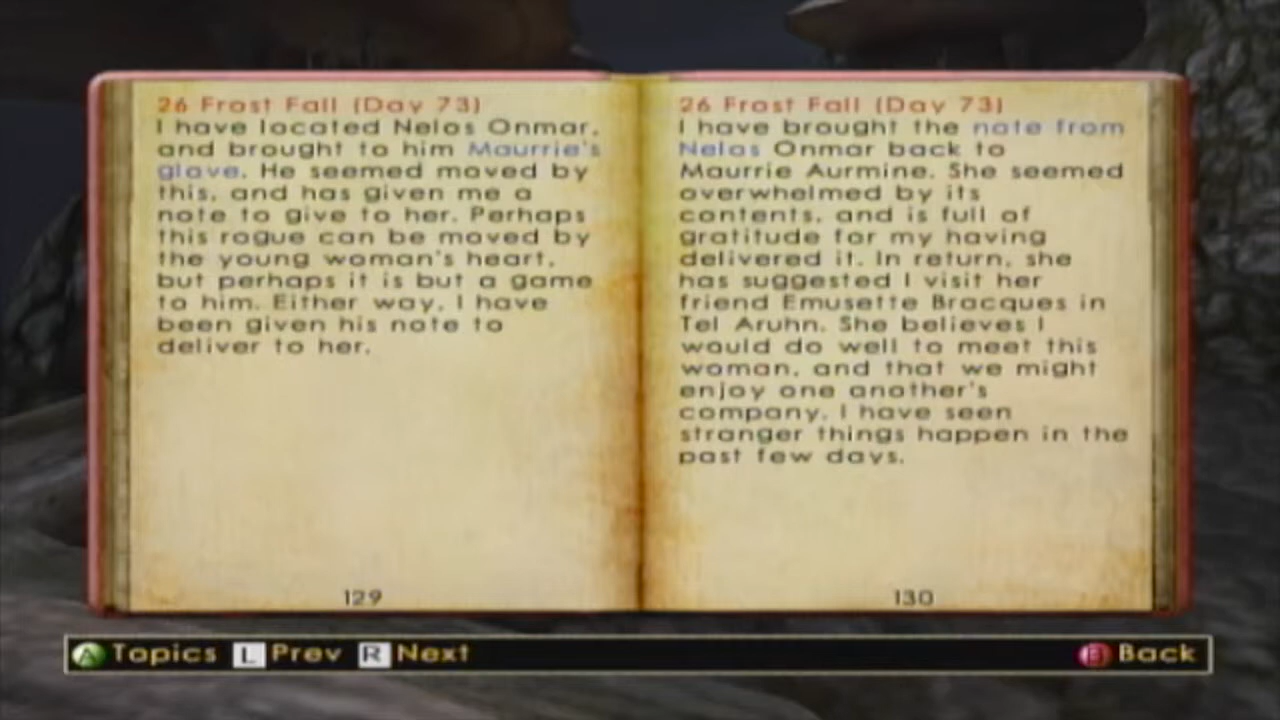 26 Frost Fall (Day 73)
I have located Nelos Onmar,
and brought to him Maurrie's
glove. He seemed moved by
this, and has given me a
note to give to her. Perhaps
this rogue can be moved by
the young woman's heart,
but perhaps it is but a game
to him. Either way, I have
been given his note to
deliver to her.
129
26 Frost Fall (Day 73)
I have brought the note from
Nelos Onmar back to
Maurrie Aurmine. She seemed
overwhelmed by its
contents, and is full of
gratitude for my having
delivered it. In return, she
has suggested I visit her
friend Emusette Bracques in
Tel Aruhn. She believes I
would do well to meet this
woman, and that we might
enjoy one another's
company. I have seen
stranger things happen in the
past few days.
130
A Topics L Prev R Next B Back